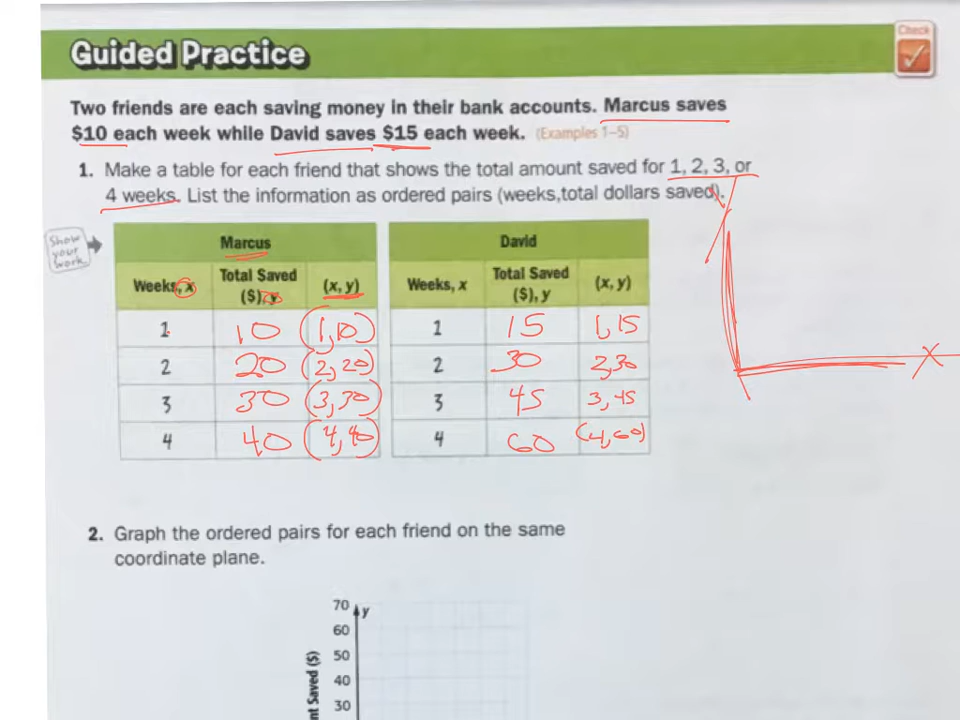 Guided Practice
Check
Two friends are each saving money in their bank accounts. Marcus saves
$10 each week while David saves $15 each week. (Examples 1–5)
1. Make a table for each friend that shows the total amount saved for 1, 2, 3, or
4 weeks. List the information as ordered pairs (weeks,total dollars saved).
Show your work.
Marcus
Weeks, x Total Saved ($), y (x, y)
1 10 (1,10)
2 20 (2,20)
3 30 (3,30)
4 40 (4,40)
David
Weeks, x Total Saved ($), y (x, y)
1 15 1,15
2 30 2,30
3 45 3,45
4 60 (4,60)
X
2. Graph the ordered pairs for each friend on the same
coordinate plane.
70 y
60
50
40
30
nt Saved ($)